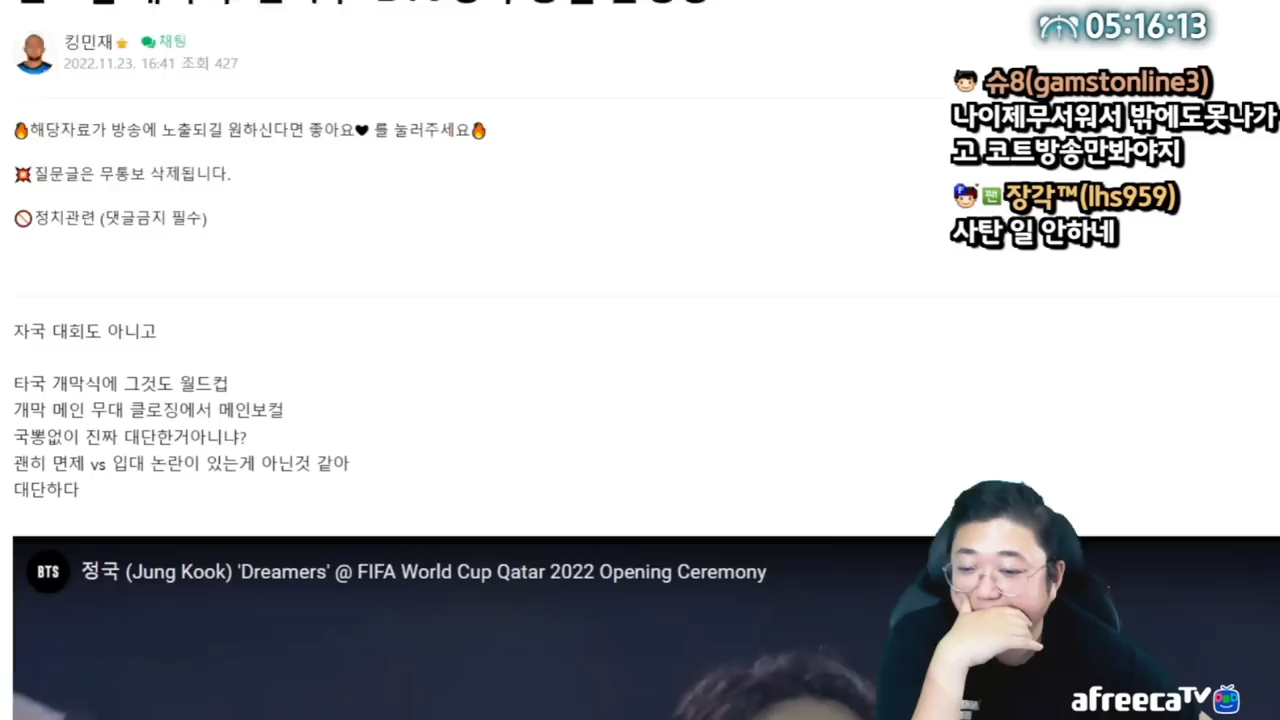 킹민재
채팅
2022.11.23. 16:41 조회 427
🔥해당자료가 방송에 노출되길 원하신다면 좋아요♥ 를 눌러주세요🔥
💥질문글은 무통보 삭제됩니다.
🚫정치관련 (댓글금지 필수)
자국 대회도 아니고
타국 개막식에 그것도 월드컵
개막 메인 무대 클로징에서 메인보컬
국뽕없이 진짜 대단한거아니냐?
괜히 면제 vs 입대 논란이 있는게 아닌것 같아
대단하다
BTS 정국 (Jung Kook) 'Dreamers' @ FIFA World Cup Qatar 2022 Opening Ceremony
05:16:13
슈8(gamstonline3)
나이제무서워서 밖에도못나가
고 코트방송만봐야지
F 팬 장각™(lhs959)
사탄 일 안하네
afreecaTV